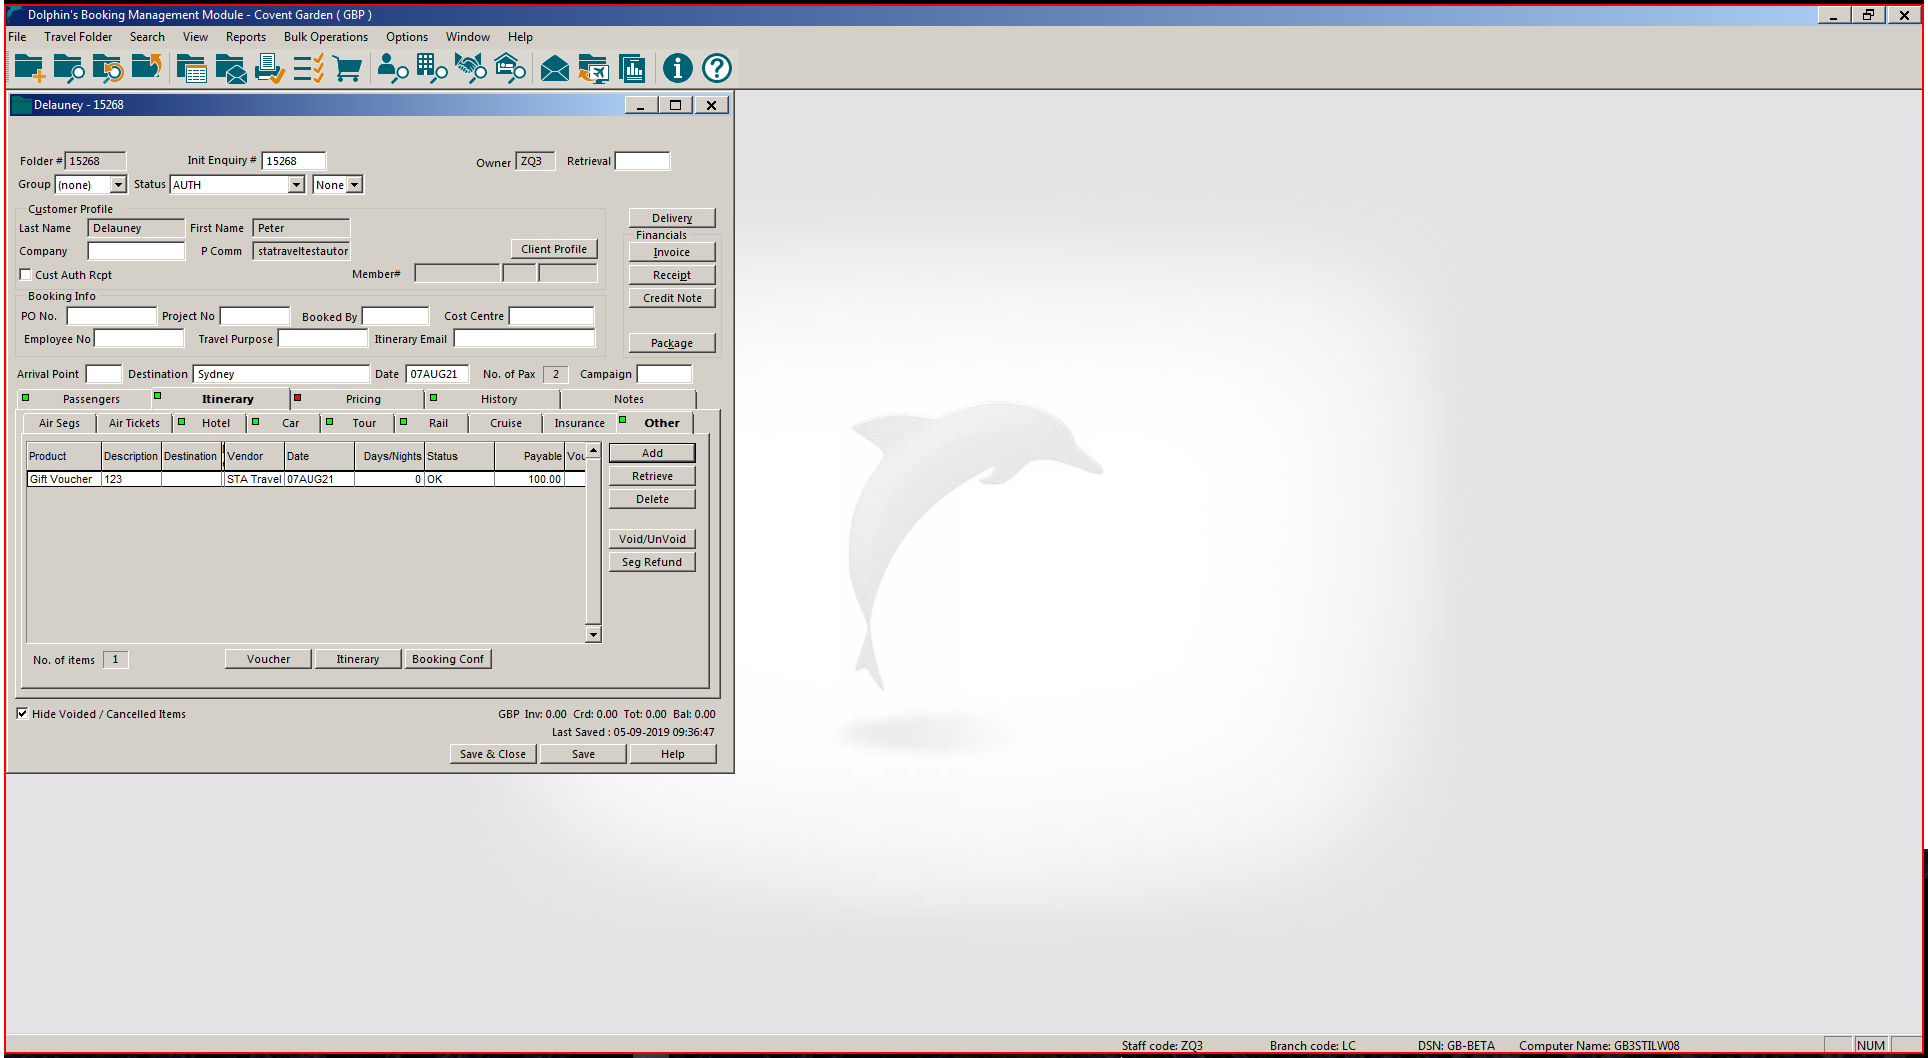 Dolphin's Booking Management Module - Covent Garden ( GBP )
File Travel Folder Search View Reports Bulk Operations Options Window Help
Delauney - 15268
Folder # 15268 Init Enquiry # 15268 Owner ZQ3 Retrieval
Group (none) Status AUTH None
Customer Profile
Last Name Delauney First Name Peter
Company P Comm statraveltestautor
Client Profile
Cust Auth Rcpt Member#
Delivery
Financials
Invoice
Receipt
Credit Note
Package
Booking Info
PO No. Project No Booked By Cost Centre
Employee No Travel Purpose Itinerary Email
Arrival Point Destination Sydney Date 07AUG21 No. of Pax 2 Campaign
Passengers Itinerary Pricing History Notes
Air Segs Air Tickets Hotel Car Tour Rail Cruise Insurance Other
Product Description Destination Vendor Date Days/Nights Status Payable Vou
Gift Voucher 123 STA Travel 07AUG21 0 OK 100.00
Add
Retrieve
Delete
Void/UnVoid
Seg Refund
No. of items 1 Voucher Itinerary Booking Conf
Hide Voided / Cancelled Items GBP Inv: 0.00 Crd: 0.00 Tot: 0.00 Bal: 0.00
Last Saved : 05-09-2019 09:36:47
Save & Close Save Help
Staff code: ZQ3 Branch code: LC DSN: GB-BETA Computer Name: GB3STILW08 NUM